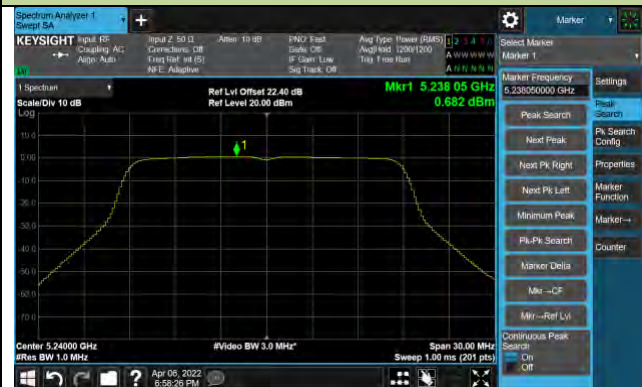 Spectrum Analyzer 1
Swept SA
Marker
KEYSIGHT
Input: RF
Coupling: AC
Align: Auto
Input Z: 50 Ω
Corrections: Off
Freq Ref: Int (S)
NFE: Adaptive
Atten: 10 dB
PNO: Fast
Gate: Off
IF Gain: Low
Sig Track: Off
Avg Type: Power (RMS)
Avg|Hold: 1200/1200
Trig: Free Run
A W W W W W
A N N N N N
Select Marker
Marker 1
1 Spectrum
Scale/Div 10 dB
Log
Ref Lvl Offset 22.40 dB
Ref Level 20.00 dBm
Mkr1 5.238 05 GHz
0.682 dBm
Marker Frequency
5.238050000 GHz
Settings
Peak Search
Peak
Search
Next Peak
Pk Search
Config
Next Pk Right
Properties
Next Pk Left
Marker
Function
Minimum Peak
Marker→
Pk-Pk Search
Counter
Marker Delta
Mkr→CF
Mkr→Ref Lvl
Continuous Peak
Search
On
Off
10.0
0.00
1
-10.0
-20.0
-30.0
-40.0
-50.0
-60.0
-70.0
Center 5.24000 GHz
#Res BW 1.0 MHz
#Video BW 3.0 MHz*
Span 30.00 MHz
Sweep 1.00 ms (201 pts)
Apr 06, 2022
6:58:26 PM